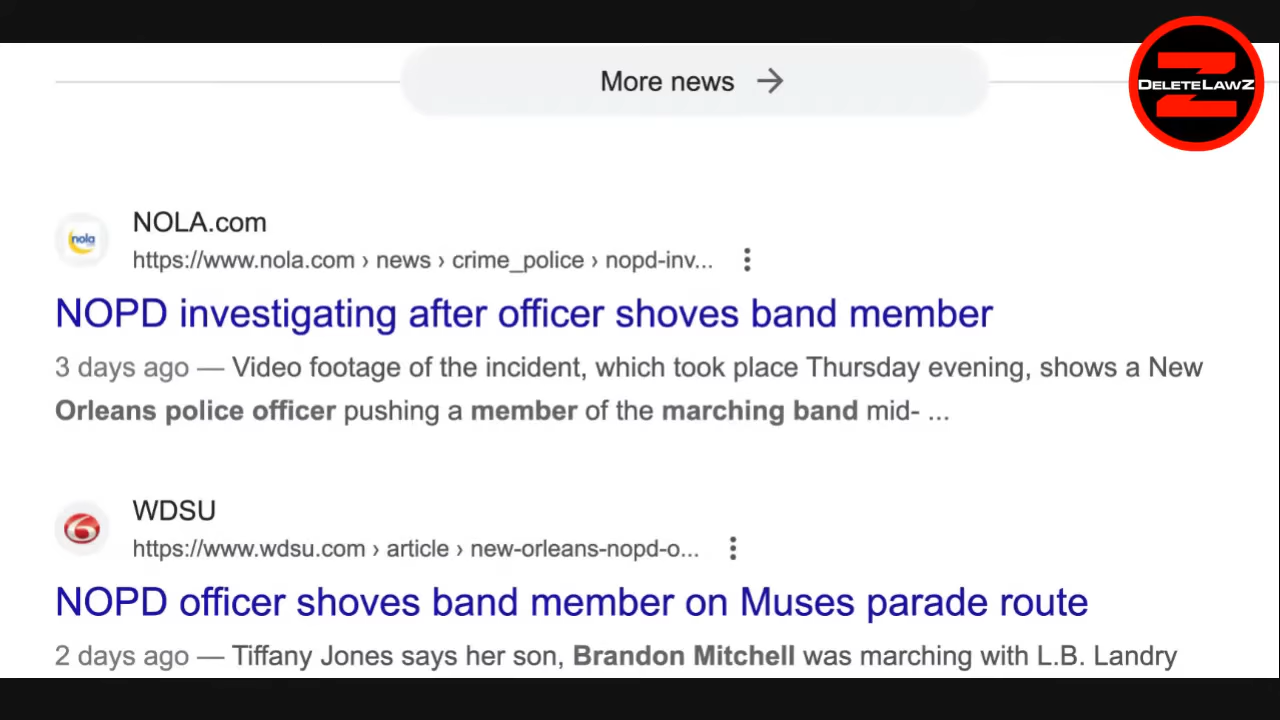 More news →
DELETELAWZ
NOLA.com
nola
https://www.nola.com › news › crime_police › nopd-inv...
NOPD investigating after officer shoves band member
3 days ago — Video footage of the incident, which took place Thursday evening, shows a New
Orleans police officer pushing a member of the marching band mid- ...
WDSU
6
https://www.wdsu.com › article › new-orleans-nopd-o...
NOPD officer shoves band member on Muses parade route
2 days ago — Tiffany Jones says her son, Brandon Mitchell was marching with L.B. Landry